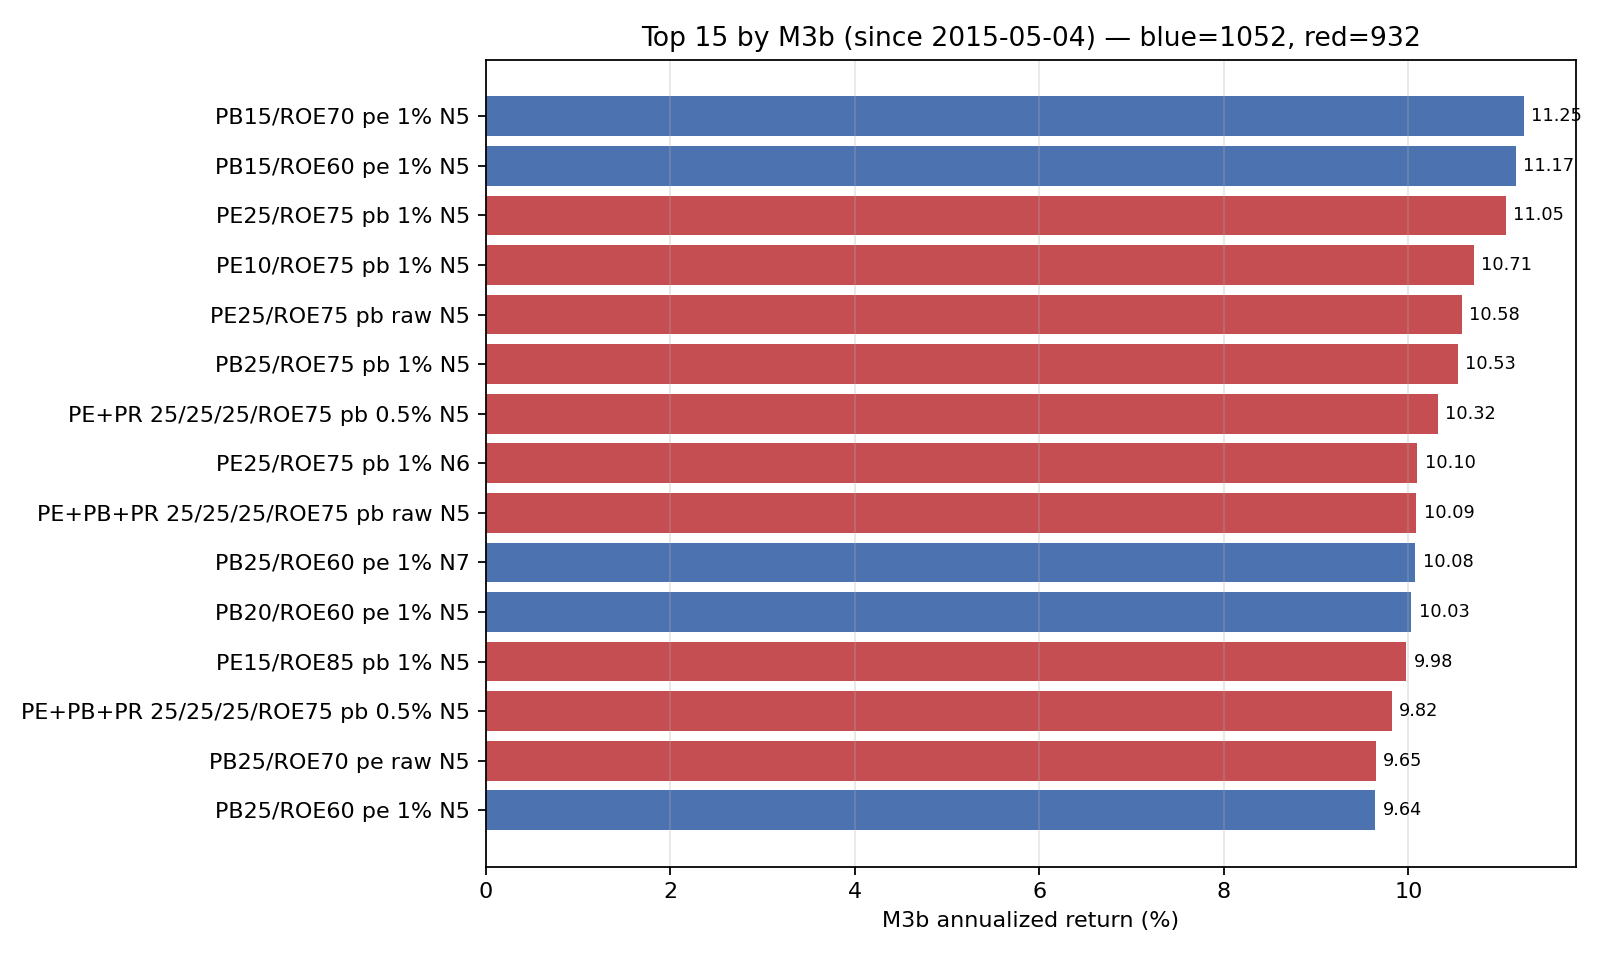 Top 15 by M3b (since 2015-05-04) — blue=1052, red=932
PB15/ROE70 pe 1% N5 11.25
PB15/ROE60 pe 1% N5 11.17
PE25/ROE75 pb 1% N5 11.05
PE10/ROE75 pb 1% N5 10.71
PE25/ROE75 pb raw N5 10.58
PB25/ROE75 pb 1% N5 10.53
PE+PR 25/25/25/ROE75 pb 0.5% N5 10.32
PE25/ROE75 pb 1% N6 10.10
PE+PB+PR 25/25/25/ROE75 pb raw N5 10.09
PB25/ROE60 pe 1% N7 10.08
PB20/ROE60 pe 1% N5 10.03
PE15/ROE85 pb 1% N5 9.98
PE+PB+PR 25/25/25/ROE75 pb 0.5% N5 9.82
PB25/ROE70 pe raw N5 9.65
PB25/ROE60 pe 1% N5 9.64
0 2 4 6 8 10
M3b annualized return (%)